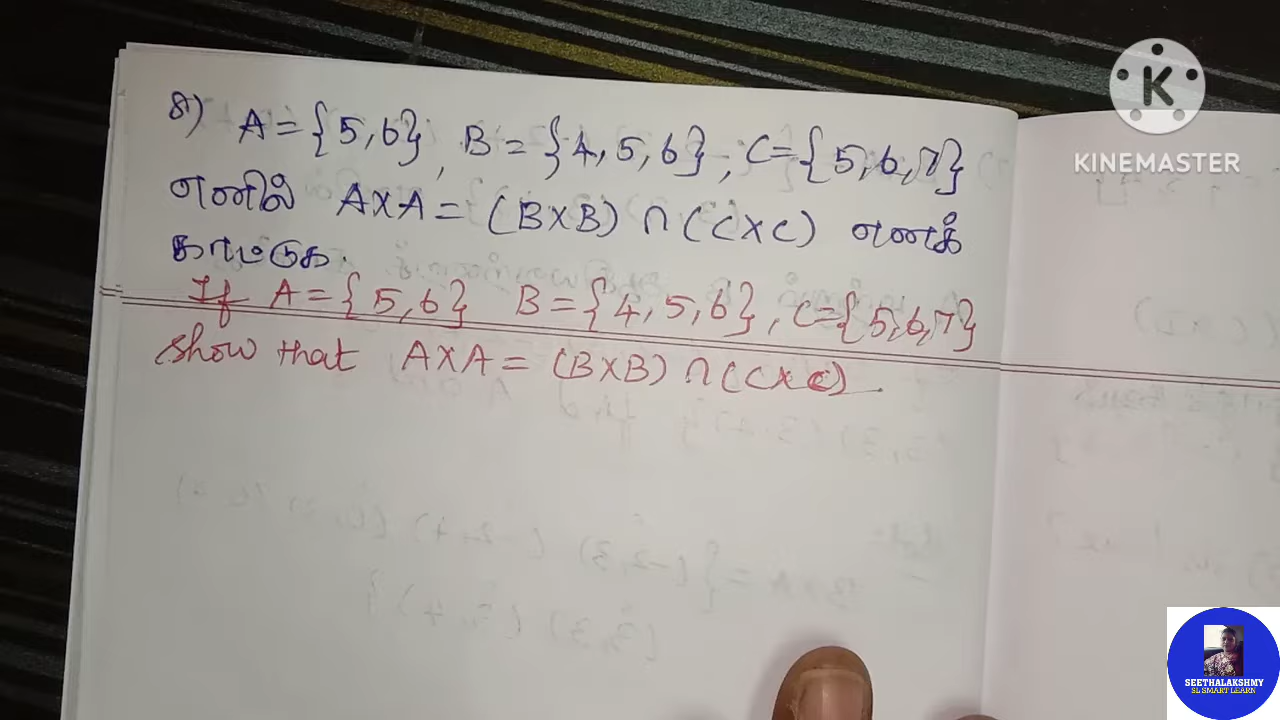 8) A = {5,6}, B = {4,5,6}, C = {5,6,7}
எனில் A×A = (B×B) ∩ (C×C) எனக்
காட்டுக.
If A = {5,6} B = {4,5,6}, C = {5,6,7}
Show that A×A = (B×B) ∩ (C×C).
K
KINEMASTER
SEETHALAKSHMY
SL SMART LEARN